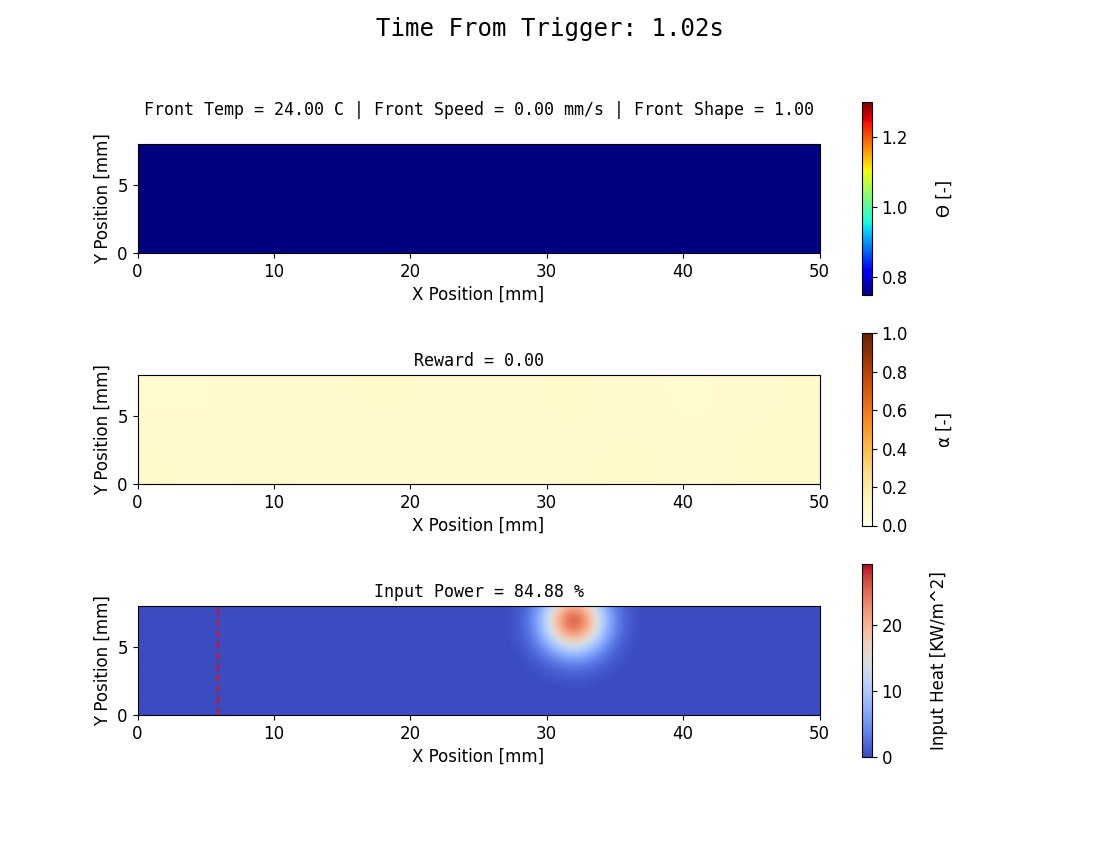 Time From Trigger: 1.02s
Front Temp = 24.00 C | Front Speed = 0.00 mm/s | Front Shape = 1.00
Y Position [mm]
5
0
0 10 20 30 40 50
X Position [mm]
1.2
1.0
0.8
Θ [-]
Reward = 0.00
Y Position [mm]
5
0
0 10 20 30 40 50
X Position [mm]
1.0
0.8
0.6
0.4
0.2
0.0
α [-]
Input Power = 84.88 %
Y Position [mm]
5
0
0 10 20 30 40 50
X Position [mm]
20
10
0
Input Heat [KW/m^2]